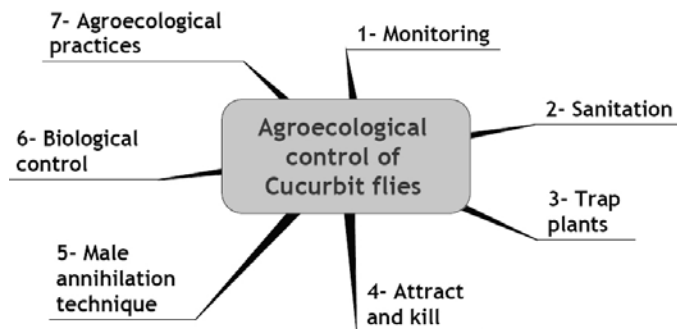 7- Agroecological
practices
1- Monitoring
2- Sanitation
Agroecological
control of
Cucurbit flies
6- Biological
control
3- Trap
plants
5- Male
annihilation
technique
4- Attract
and kill